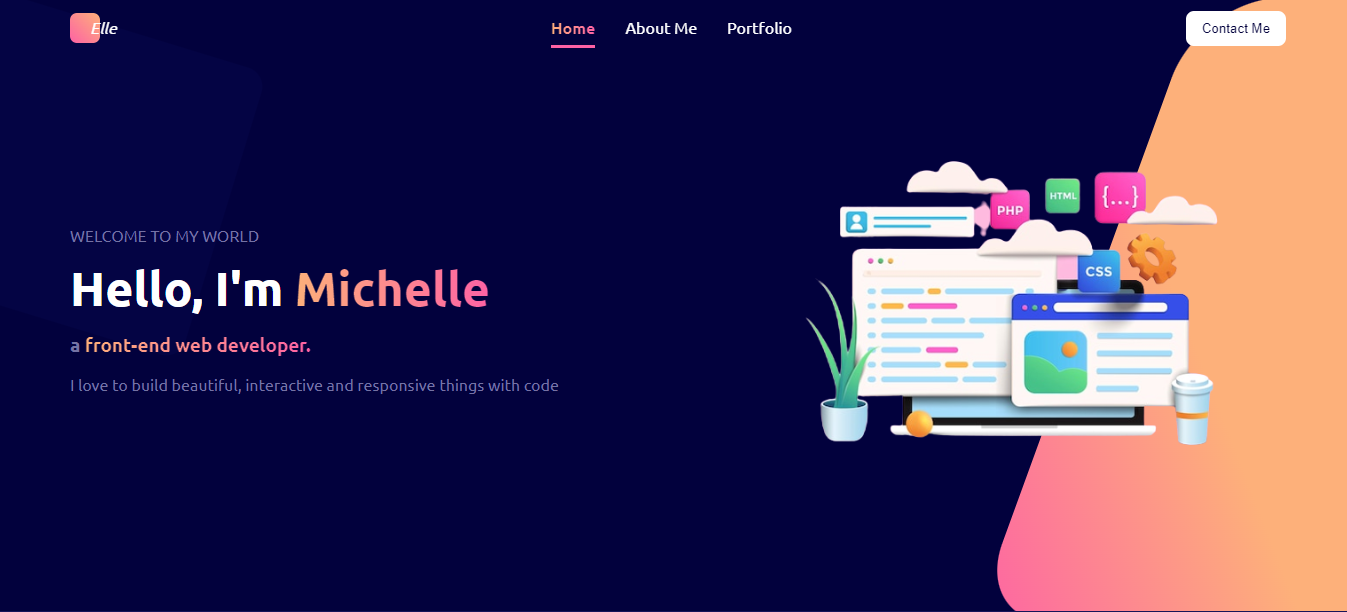 Elle
Home About Me Portfolio
Contact Me
WELCOME TO MY WORLD
Hello, I'm Michelle
a front-end web developer.
I love to build beautiful, interactive and responsive things with code
PHP
HTML
{...}
CSS